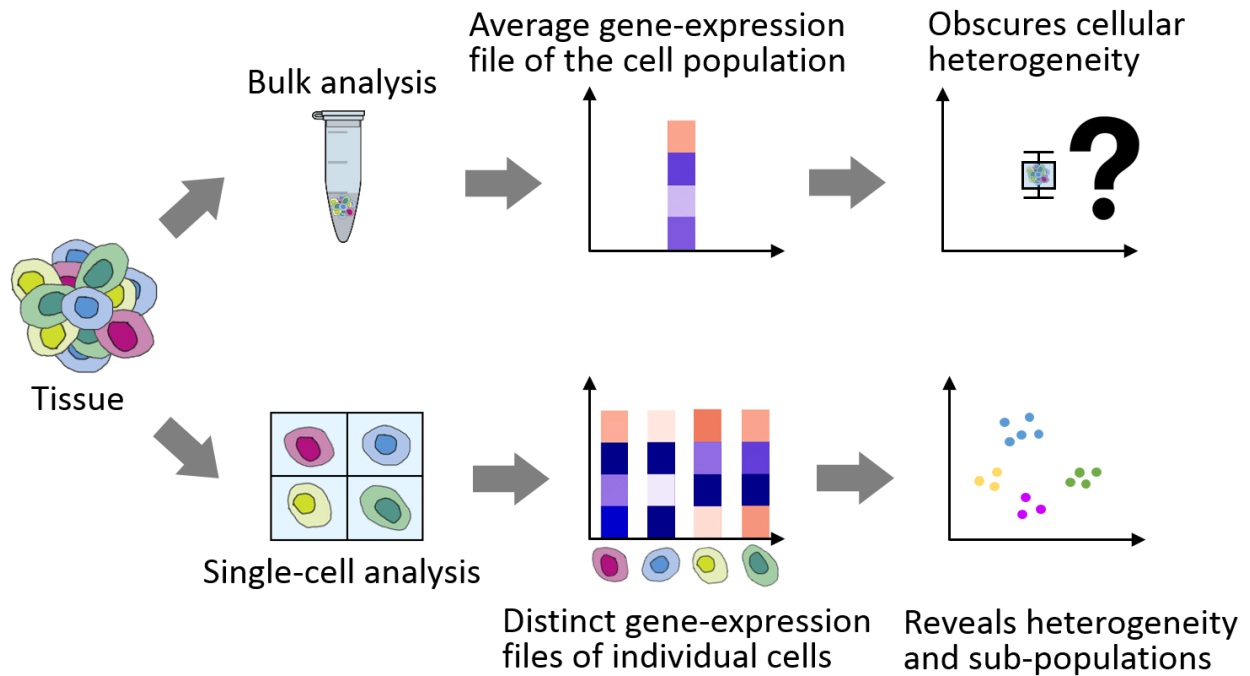 Average gene-expression
file of the cell population
Obscures cellular
heterogeneity
Bulk analysis
?
Tissue
Single-cell analysis
Distinct gene-expression
files of individual cells
Reveals heterogeneity
and sub-populations